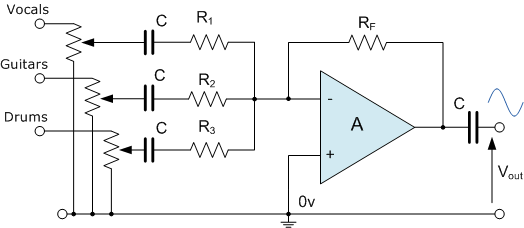 Vocals
C
R1
RF
Guitars
C
R2
-
A
C
Drums
C
R3
+
Vout
0v